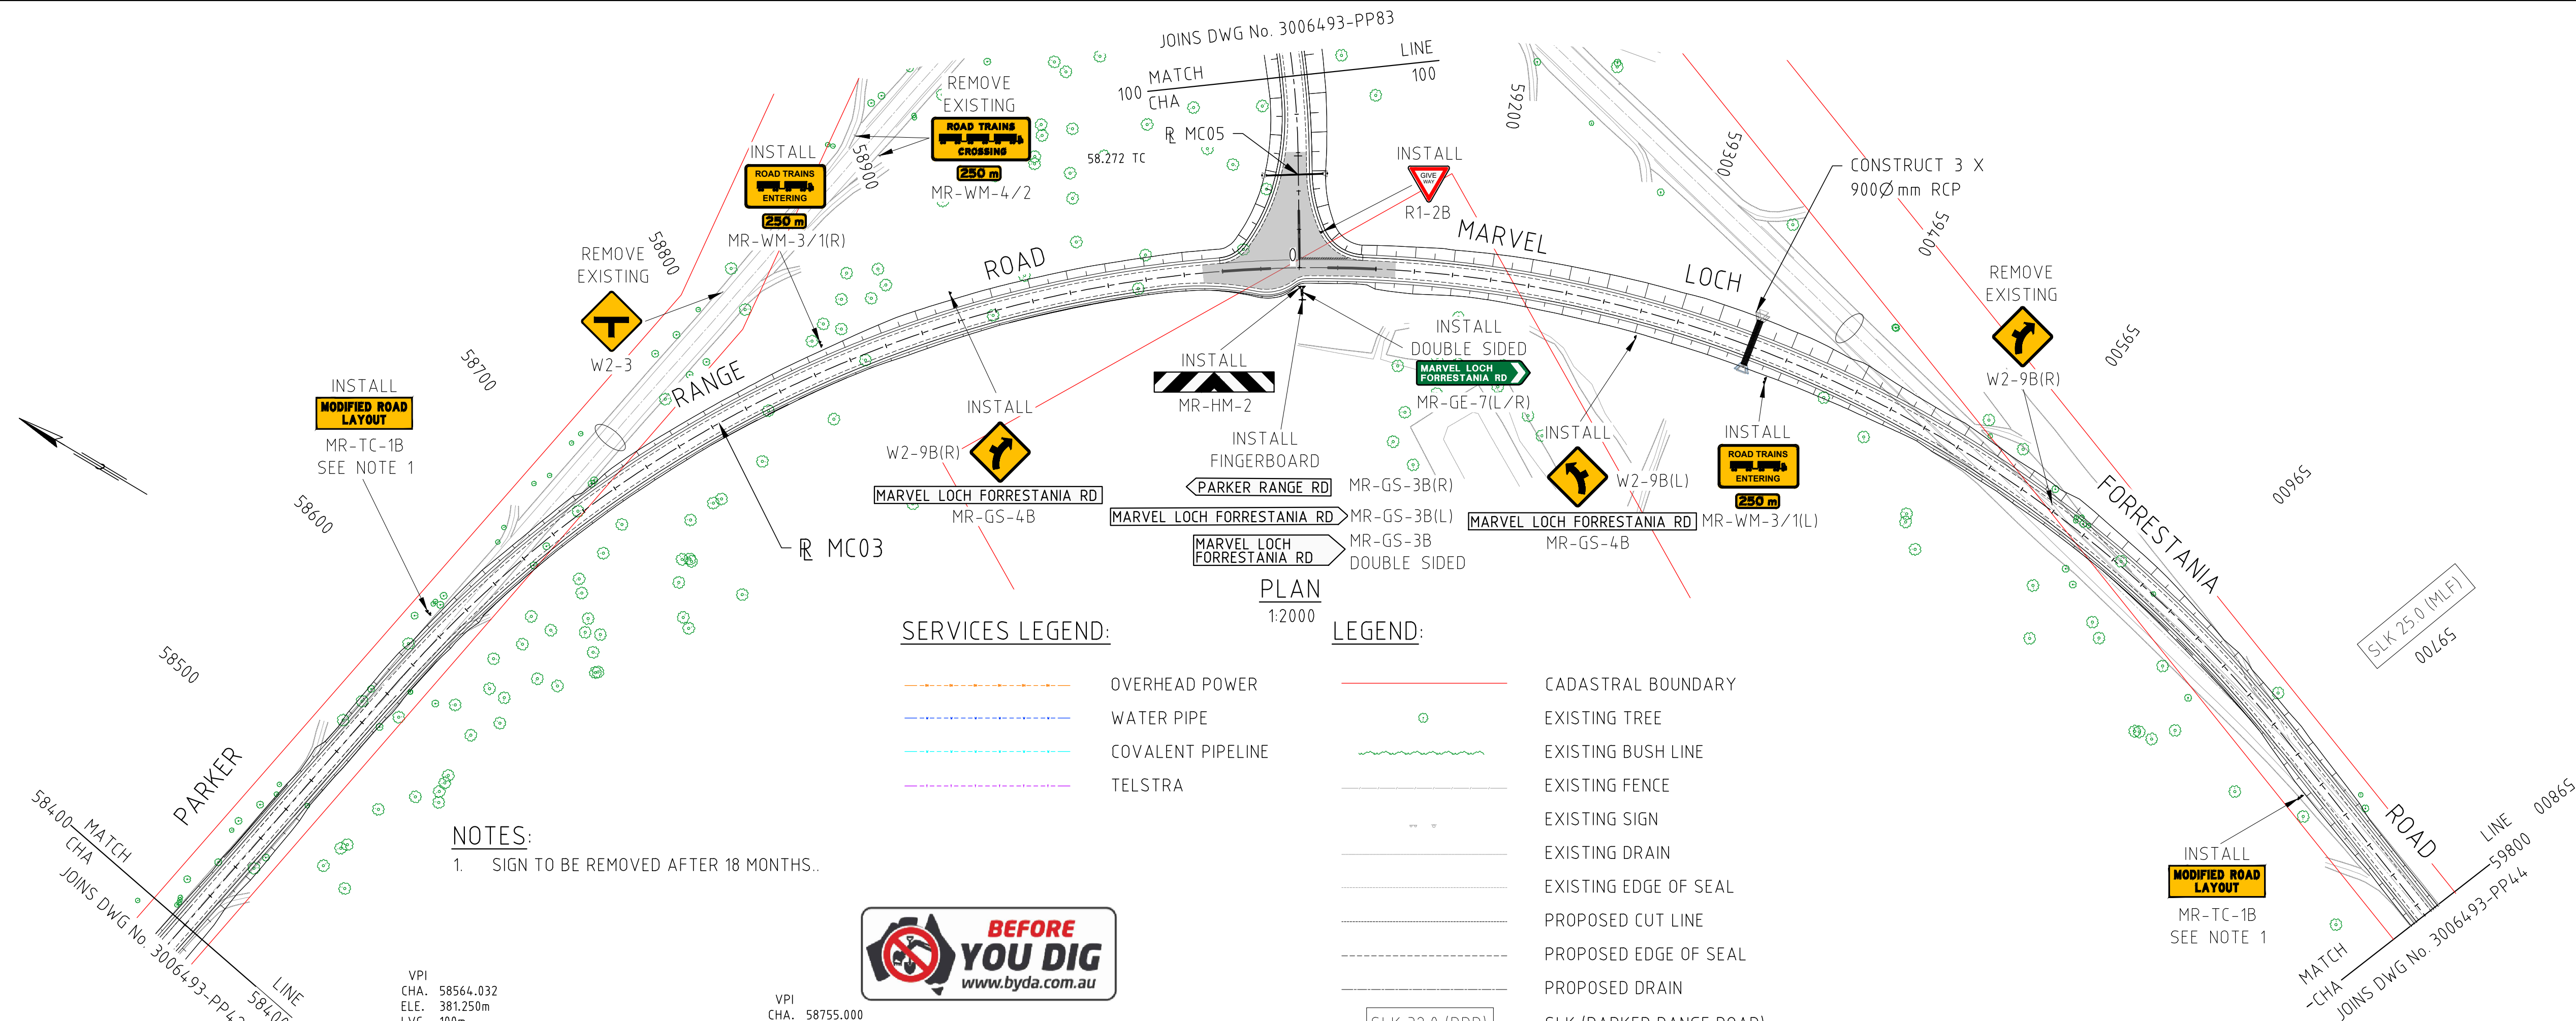 JOINS DWG No. 3006493-PP83
MATCH LINE
100 CHA 100
REMOVE
EXISTING
ROAD TRAINS
CROSSING
250 m
MR-WM-4/2
INSTALL
ROAD TRAINS
ENTERING
250 m
MR-WM-3/1(R)
REMOVE
EXISTING
W2-3
58.272 TC
PL MC05
INSTALL
GIVE
WAY
R1-2B
CONSTRUCT 3 X
900Ø mm RCP
REMOVE
EXISTING
W2-9B(R)
INSTALL
MODIFIED ROAD
LAYOUT
MR-TC-1B
SEE NOTE 1
58400
58500
58600
58700
58800
58900
59200
59300
59400
59500
59600
59700
59800
PARKER
RANGE
ROAD
MARVEL
LOCH
FORRESTANIA
ROAD
PL MC03
INSTALL
W2-9B(R)
MARVEL LOCH FORRESTANIA RD
MR-GS-4B
INSTALL
MR-HM-2
INSTALL
DOUBLE SIDED
MARVEL LOCH
FORRESTANIA RD
MR-GE-7(L/R)
INSTALL
FINGERBOARD
PARKER RANGE RD MR-GS-3B(R)
MARVEL LOCH FORRESTANIA RD MR-GS-3B(L)
MARVEL LOCH
FORRESTANIA RD
MR-GS-3B
DOUBLE SIDED
INSTALL
W2-9B(L)
MARVEL LOCH FORRESTANIA RD
MR-GS-4B
INSTALL
ROAD TRAINS
ENTERING
250 m
MR-WM-3/1(L)
PLAN
1:2000
SERVICES LEGEND:
OVERHEAD POWER
WATER PIPE
COVALENT PIPELINE
TELSTRA
LEGEND:
CADASTRAL BOUNDARY
EXISTING TREE
EXISTING BUSH LINE
EXISTING FENCE
EXISTING SIGN
EXISTING DRAIN
EXISTING EDGE OF SEAL
PROPOSED CUT LINE
PROPOSED EDGE OF SEAL
PROPOSED DRAIN
SLK (PARKER RANGE ROAD)
SLK 25.0 (MLF)
NOTES:
1. SIGN TO BE REMOVED AFTER 18 MONTHS..
BEFORE
YOU DIG
www.byda.com.au
INSTALL
MODIFIED ROAD
LAYOUT
MR-TC-1B
SEE NOTE 1
MATCH LINE
CHA 58400
JOINS DWG No. 3006493-PP42
MATCH LINE
CHA 59800
JOINS DWG No. 3006493-PP44
VPI
CHA. 58564.032
ELE. 381.250m
LVC 100m
VPI
CHA. 58755.000